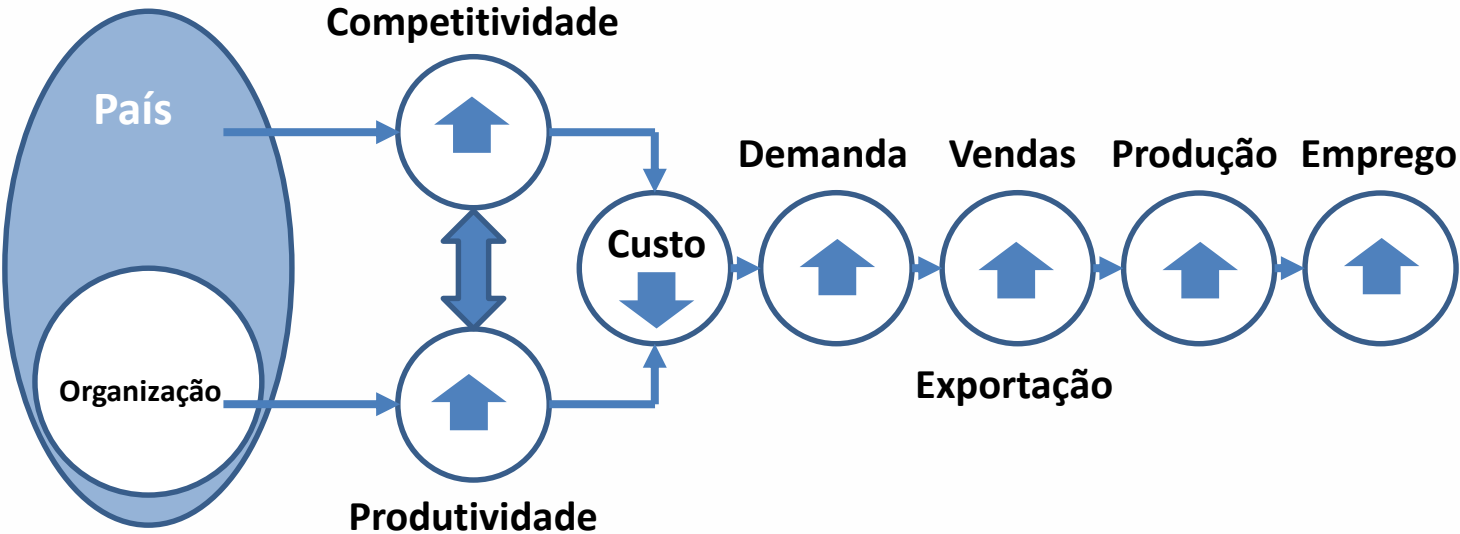 Competitividade
País
Demanda
Vendas
Produção
Emprego
Custo
Organização
Exportação
Produtividade